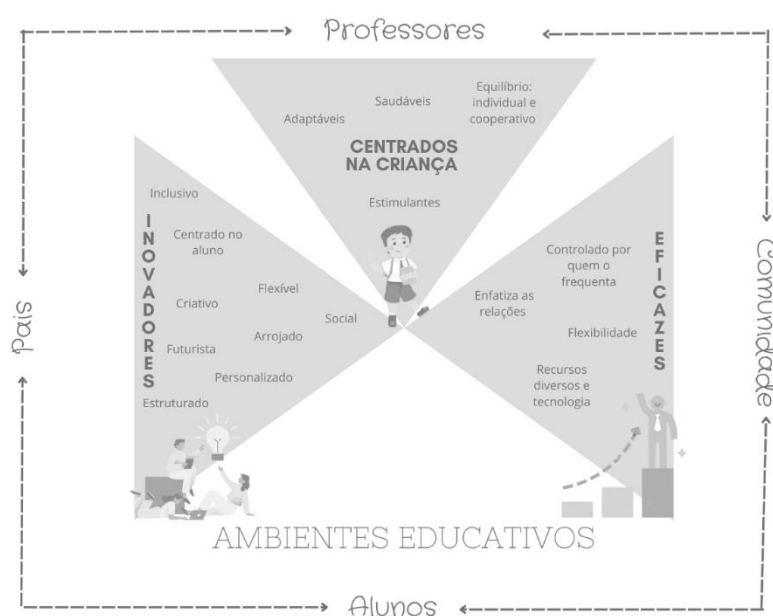 Professores
Equilíbrio:
individual e
cooperativo
Saudáveis
Adaptáveis
CENTRADOS
NA CRIANÇA
Estimulantes
INOVADORES
Inclusivo
Centrado no
aluno
Flexível
Criativo
Social
Arrojado
Futurista
Personalizado
Estruturado
EFICAZES
Controlado por
quem o
frequenta
Enfatiza as
relações
Flexibilidade
Recursos
diversos e
tecnologia
Pais
Comunidade
AMBIENTES EDUCATIVOS
Alunos